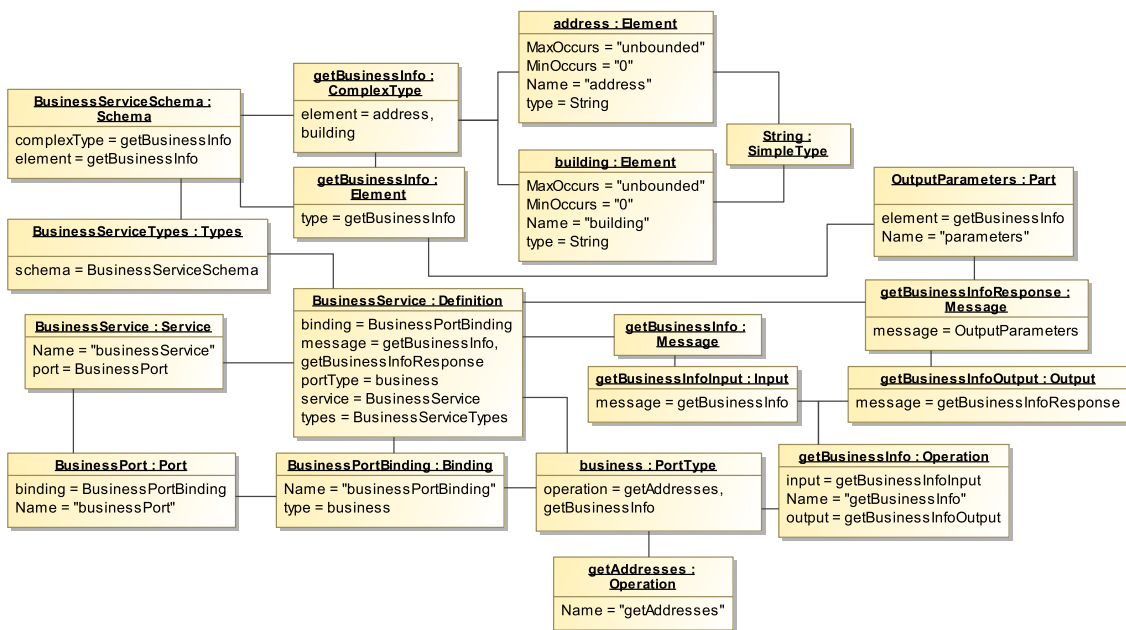 address : Element
MaxOccurs = "unbounded"
MinOccurs = "0"
Name = "address"
type = String
getBusinessInfo :
ComplexType
element = address,
building
BusinessServiceSchema :
Schema
complexType = getBusinessInfo
element = getBusinessInfo
String :
SimpleType
building : Element
MaxOccurs = "unbounded"
MinOccurs = "0"
Name = "building"
type = String
getBusinessInfo :
Element
type = getBusinessInfo
OutputParameters : Part
element = getBusinessInfo
Name = "parameters"
BusinessServiceTypes : Types
schema = BusinessServiceSchema
BusinessService : Definition
binding = BusinessPortBinding
message = getBusinessInfo,
getBusinessInfoResponse
portType = business
service = BusinessService
types = BusinessServiceTypes
getBusinessInfoResponse :
Message
message = OutputParameters
BusinessService : Service
Name = "businessService"
port = BusinessPort
getBusinessInfo :
Message
getBusinessInfoInput : Input
message = getBusinessInfo
getBusinessInfoOutput : Output
message = getBusinessInfoResponse
BusinessPort : Port
binding = BusinessPortBinding
Name = "businessPort"
BusinessPortBinding : Binding
Name = "businessPortBinding"
type = business
business : PortType
operation = getAddresses,
getBusinessInfo
getBusinessInfo : Operation
input = getBusinessInfoInput
Name = "getBusinessInfo"
output = getBusinessInfoOutput
getAddresses :
Operation
Name = "getAddresses"